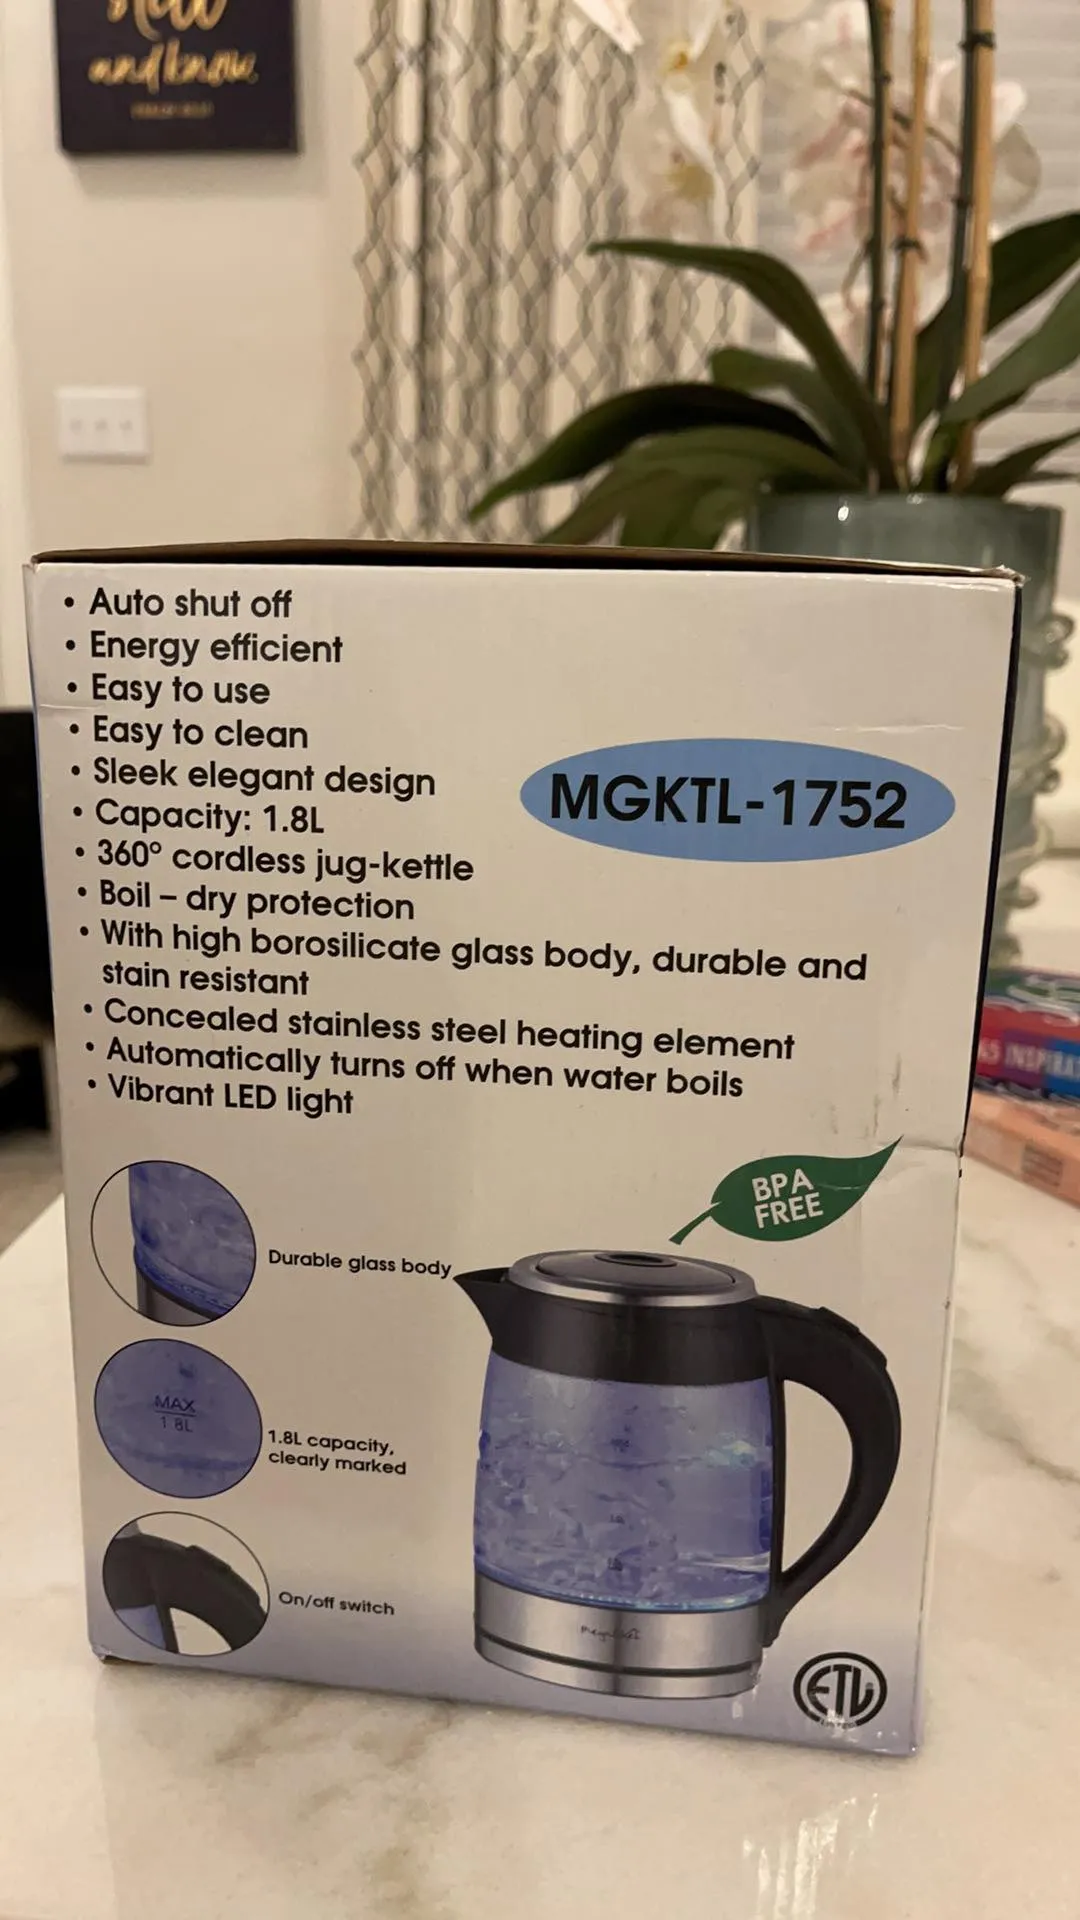 and know
• Auto shut off
• Energy efficient
• Easy to use
• Easy to clean
• Sleek elegant design
• Capacity: 1.8L
• 360° cordless jug-kettle
• Boil – dry protection
• With high borosilicate glass body, durable and
stain resistant
• Concealed stainless steel heating element
• Automatically turns off when water boils
• Vibrant LED light
MGKTL-1752
BPA
FREE
Durable glass body
MAX
1.8L
1.8L capacity,
clearly marked
On/off switch
ETL